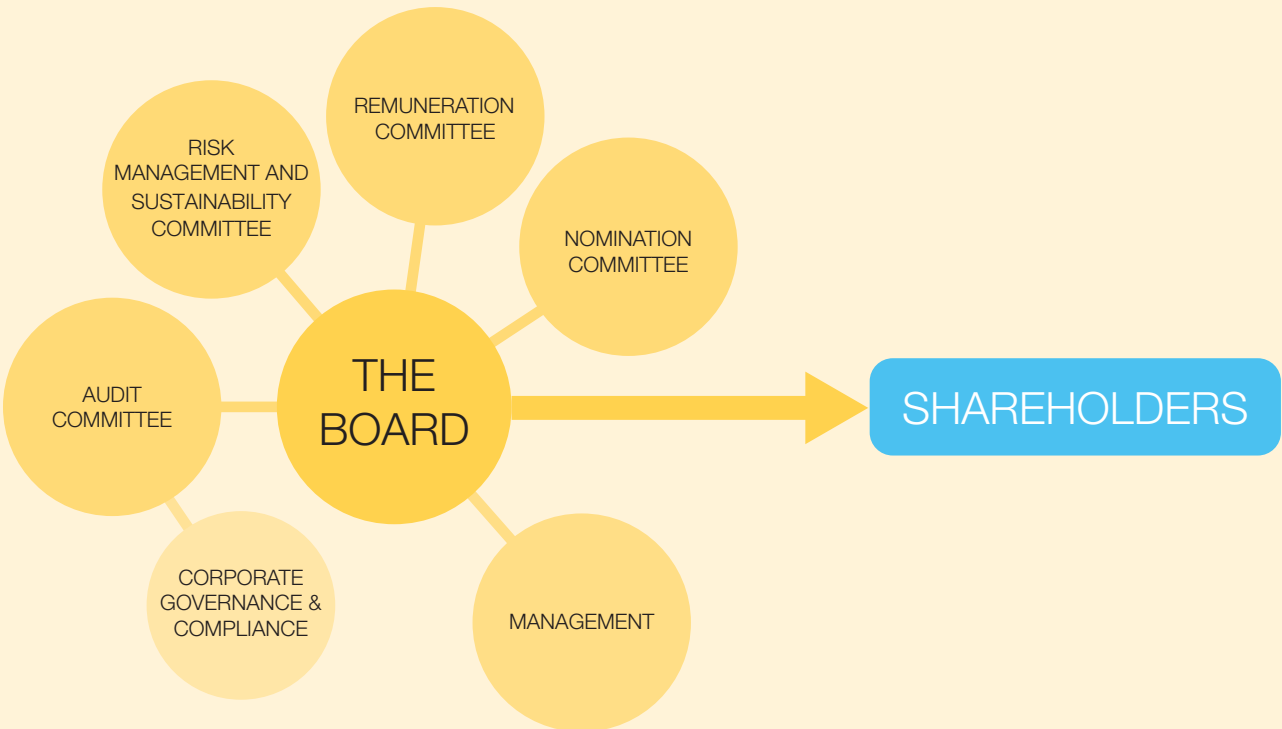 REMUNERATION
COMMITTEE
RISK
MANAGEMENT AND
SUSTAINABILITY
COMMITTEE
NOMINATION
COMMITTEE
THE
BOARD
SHAREHOLDERS
AUDIT
COMMITTEE
CORPORATE
GOVERNANCE &
COMPLIANCE
MANAGEMENT